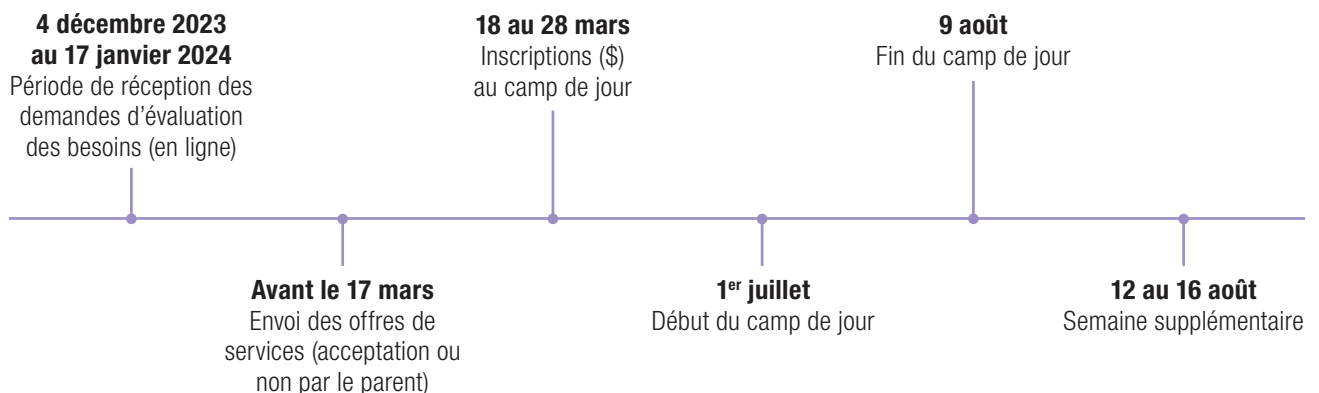 4 décembre 2023
au 17 janvier 2024
Période de réception des
demandes d'évaluation
des besoins (en ligne)
Avant le 17 mars
Envoi des offres de
services (acceptation ou
non par le parent)
18 au 28 mars
Inscriptions ($)
au camp de jour
1er juillet
Début du camp de jour
9 août
Fin du camp de jour
12 au 16 août
Semaine supplémentaire